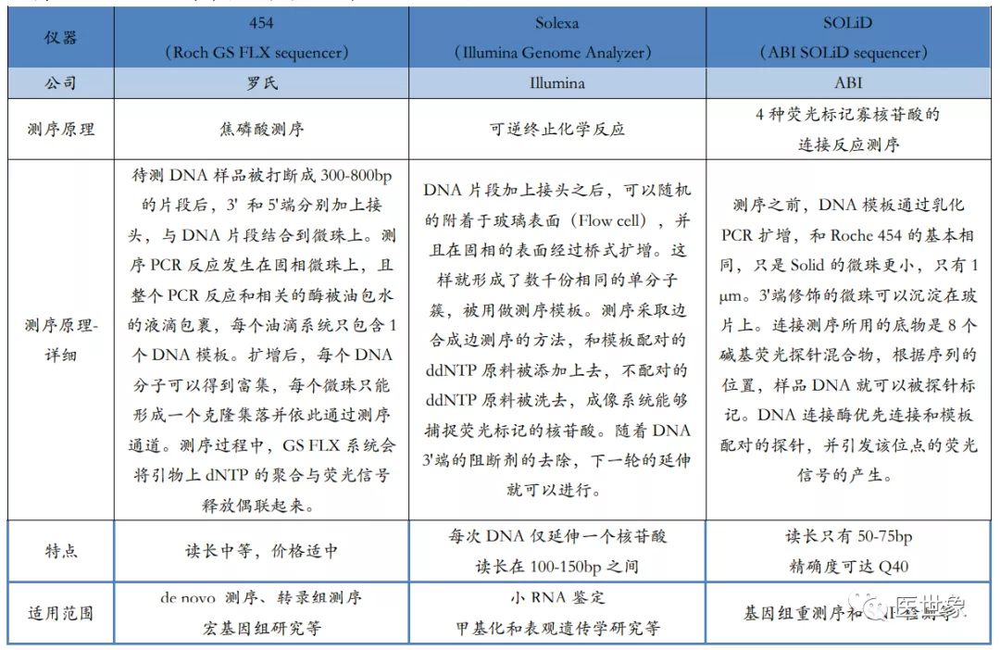 仪器
454
（Roch GS FLX sequencer）
Solexa
（Illumina Genome Analyzer）
SOLiD
（ABI SOLiD sequencer）
公司
罗氏
Illumina
ABI
测序原理
焦磷酸测序
可逆终止化学反应
4 种荧光标记寡核苷酸的
连接反应测序
测序原理-
详细
待测 DNA 样品被打断成 300-800bp
的片段后，3' 和 5'端分别加上接
头，与 DNA 片段结合到微珠上。测
序 PCR 反应发生在固相微珠上，且
整个 PCR 反应和相关的酶被油包水
的液滴包裹，每个油滴系统只包含 1
个 DNA 模板。扩增后，每个 DNA
分子可以得到富集，每个微珠只能
形成一个克隆集落并依此通过测序
通道。测序过程中，GS FLX 系统会
将引物上 dNTP 的聚合与荧光信号
释放偶联起来。
DNA 片段加上接头之后，可以随机
的附着于玻璃表面（Flow cell），并
且在固相的表面经过桥式扩增。这
样就形成了数千份相同的单分子
簇，被用做测序模板。测序采取边
合成边测序的方法，和模板配对的
ddNTP 原料被添加上去，不配对的
ddNTP 原料被洗去，成像系统能够
捕捉荧光标记的核苷酸。随着 DNA
3'端的阻断剂的去除，下一轮的延伸
就可以进行。
测序之前，DNA 模板通过乳化
PCR 扩增，和 Roche 454 的基本相
同，只是 Solid 的微珠更小，只有 1
μm。3'端修饰的微珠可以沉淀在玻
片上。连接测序所用的底物是 8 个
碱基荧光探针混合物，根据序列的
位置，样品 DNA 就可以被探针标
记。DNA 连接酶优先连接和模板
配对的探针，并引发该位点的荧光
信号的产生。
特点
读长中等，价格适中
每次 DNA 仅延伸一个核苷酸
读长在 100-150bp 之间
读长只有 50-75bp
精确度可达 Q40
适用范围
de novo 测序、转录组测序
宏基因组研究等
小 RNA 鉴定
甲基化和表观遗传学研究等
基因组重测序和
医世象